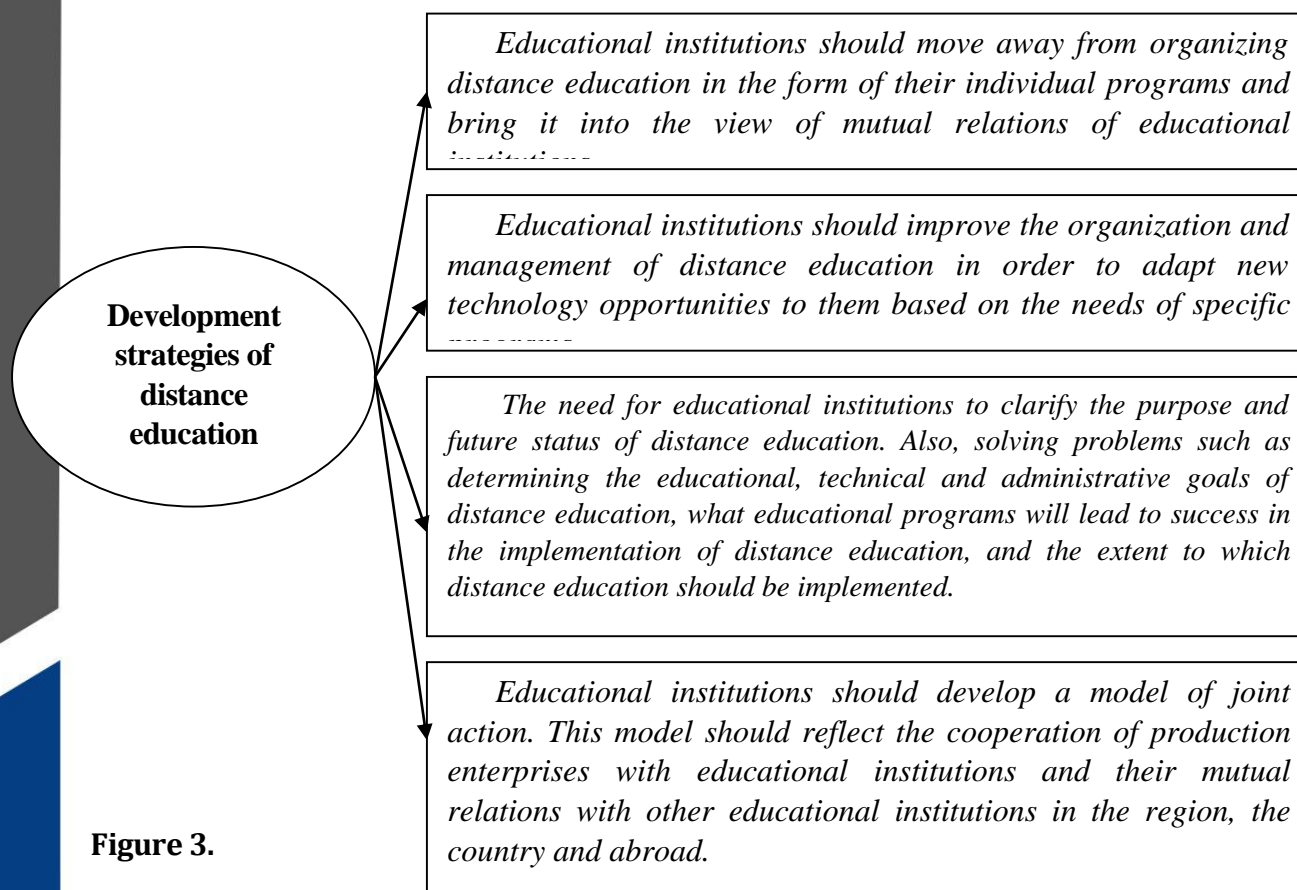 Educational institutions should move away from organizing
distance education in the form of their individual programs and
bring it into the view of mutual relations of educational
Educational institutions should improve the organization and
management of distance education in order to adapt new
technology opportunities to them based on the needs of specific
Development
strategies of
distance
education
The need for educational institutions to clarify the purpose and
future status of distance education. Also, solving problems such as
determining the educational, technical and administrative goals of
distance education, what educational programs will lead to success in
the implementation of distance education, and the extent to which
distance education should be implemented.
Educational institutions should develop a model of joint
action. This model should reflect the cooperation of production
enterprises with educational institutions and their mutual
relations with other educational institutions in the region, the
country and abroad.
Figure 3.